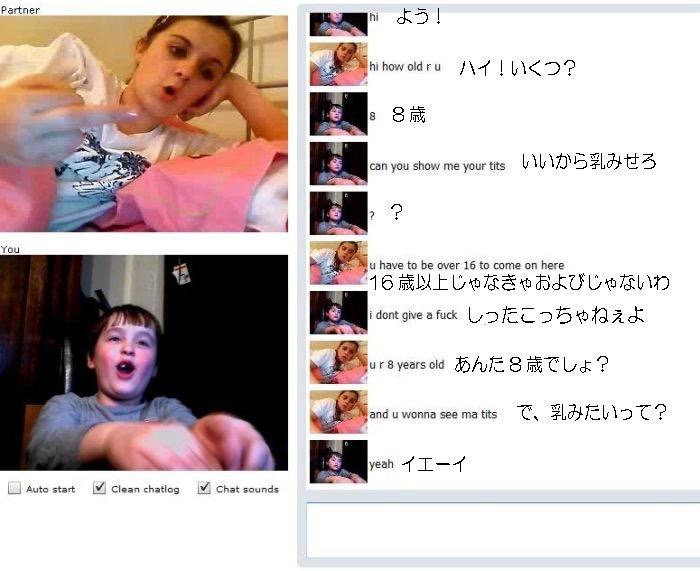 Partner
hi よう！
hi how old r u ハイ！いくつ？
8 ８歳
can you show me your tits いいから乳みせろ
? ？
u have to be over 16 to come on here
16歳以上じゃなきゃおよびじゃないわ
i dont give a fuck しったこっちゃねぇよ
u r 8 years old あんた８歳でしょ？
and u wonna see ma tits で、乳みたいって？
yeah イエーイ
You
Auto start Clean chatlog Chat sounds